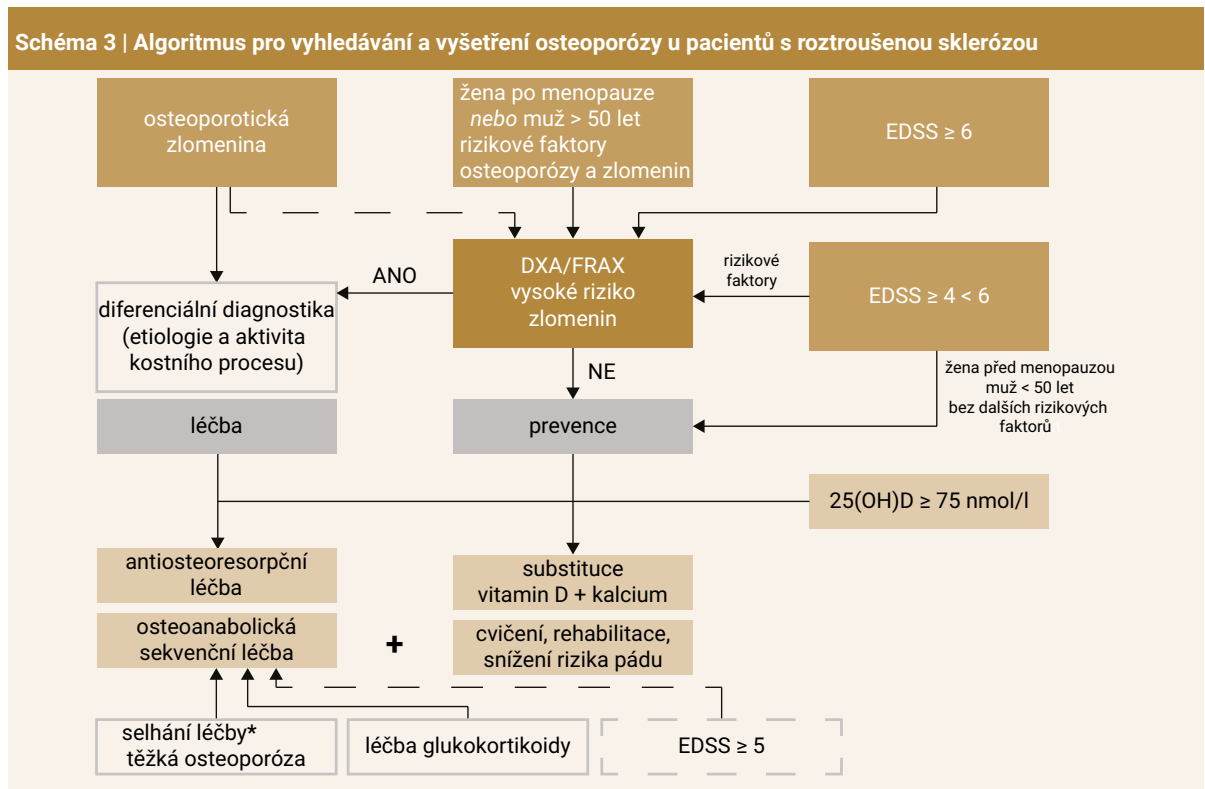 Schéma 3 | Algoritmus pro vyhledávání a vyšetření osteoporózy u pacientů s roztroušenou sklerózou
osteoporotická
zlomenina
žena po menopauze
nebo muž > 50 let
rizikové faktory
osteoporózy a zlomenin
EDSS ≥ 6
DXA/FRAX
vysoké riziko
zlomenin
ANO
rizikové
faktory
EDSS ≥ 4 < 6
diferenciální diagnostika
(etiologie a aktivita
kostního procesu)
NE
žena před menopauzou
muž < 50 let
bez dalších rizikových
faktorů
léčba
prevence
25(OH)D ≥ 75 nmol/l
antiosteoresorpční
léčba
substituce
vitamin D + kalcium
osteoanabolická
sekvenční léčba
+
cvičení, rehabilitace,
snížení rizika pádu
selhání léčby*
těžká osteoporóza
léčba glukokortikoidy
EDSS ≥ 5